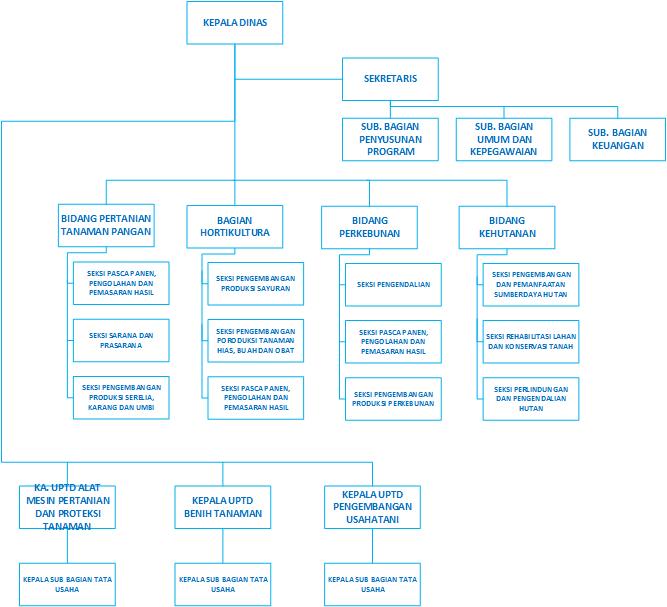 KEPALA DINAS
SEKRETARIS
SUB. BAGIAN
PENYUSUNAN
PROGRAM
SUB. BAGIAN
UMUM DAN
KEPEGAWAIAN
SUB. BAGIAN
KEUANGAN
BIDANG PERTANIAN
TANAMAN PANGAN
BAGIAN
HORTIKULTURA
BIDANG
PERKEBUNAN
BIDANG
KEHUTANAN
SEKSI PASCA PANEN,
PENGOLAHAN DAN
PEMASARAN HASIL
SEKSI PENGEMBANGAN
PRODUKSI SAYURAN
SEKSI PENGENDALIAN
SEKSI PENGEMBANGAN
DAN PEMANFAATAN
SUMBERDAYA HUTAN
SEKSI SARANA DAN
PRASARANA
SEKSI PENGEMBANGAN
PORODUKSI TANAMAN
HIAS, BUAH DAN OBAT
SEKSI PASCA PANEN,
PENGOLAHAN DAN
PEMASARAN HASIL
SEKSI REHABILITASI LAHAN
DAN KONSERVASI TANAH
SEKSI PENGEMBANGAN
PRODUKSI SERELIA,
KARANG DAN UMBI
SEKSI PASCA PANEN,
PENGOLAHAN DAN
PEMASARAN HASIL
SEKSI PENGEMBANGAN
PRODUKSI PERKEBUNAN
SEKSI PERLINDUNGAN
DAN PENGENDALIAN
HUTAN
KA. UPTD ALAT
MESIN PERTANIAN
DAN PROTEKSI
TANAMAN
KEPALA UPTD
BENIH TANAMAN
KEPALA UPTD
PENGEMBANGAN
USAHATANI
KEPALA SUB BAGIAN TATA
USAHA
KEPALA SUB BAGIAN TATA
USAHA
KEPALA SUB BAGIAN TATA
USAHA